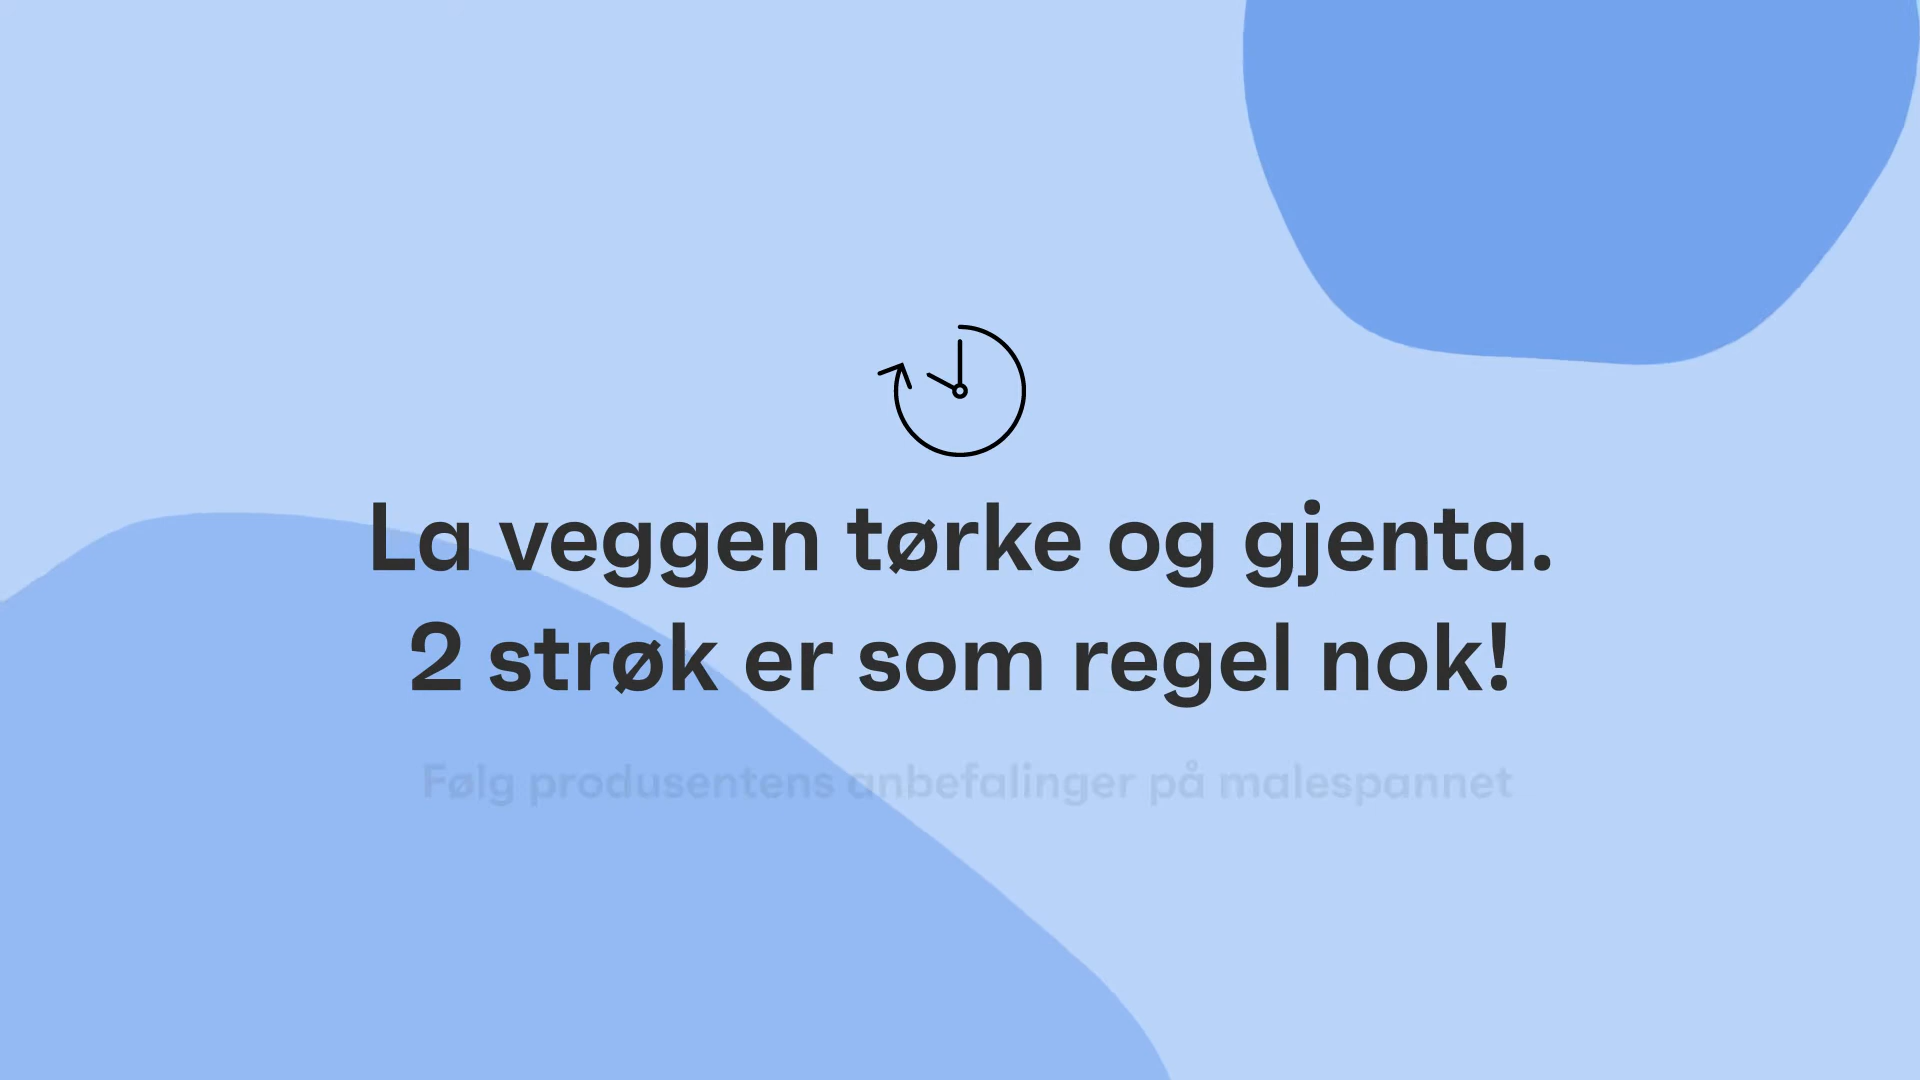 La veggen tørke og gjenta.
2 strøk er som regel nok!
Følg produsentens anbefalinger på malespannet